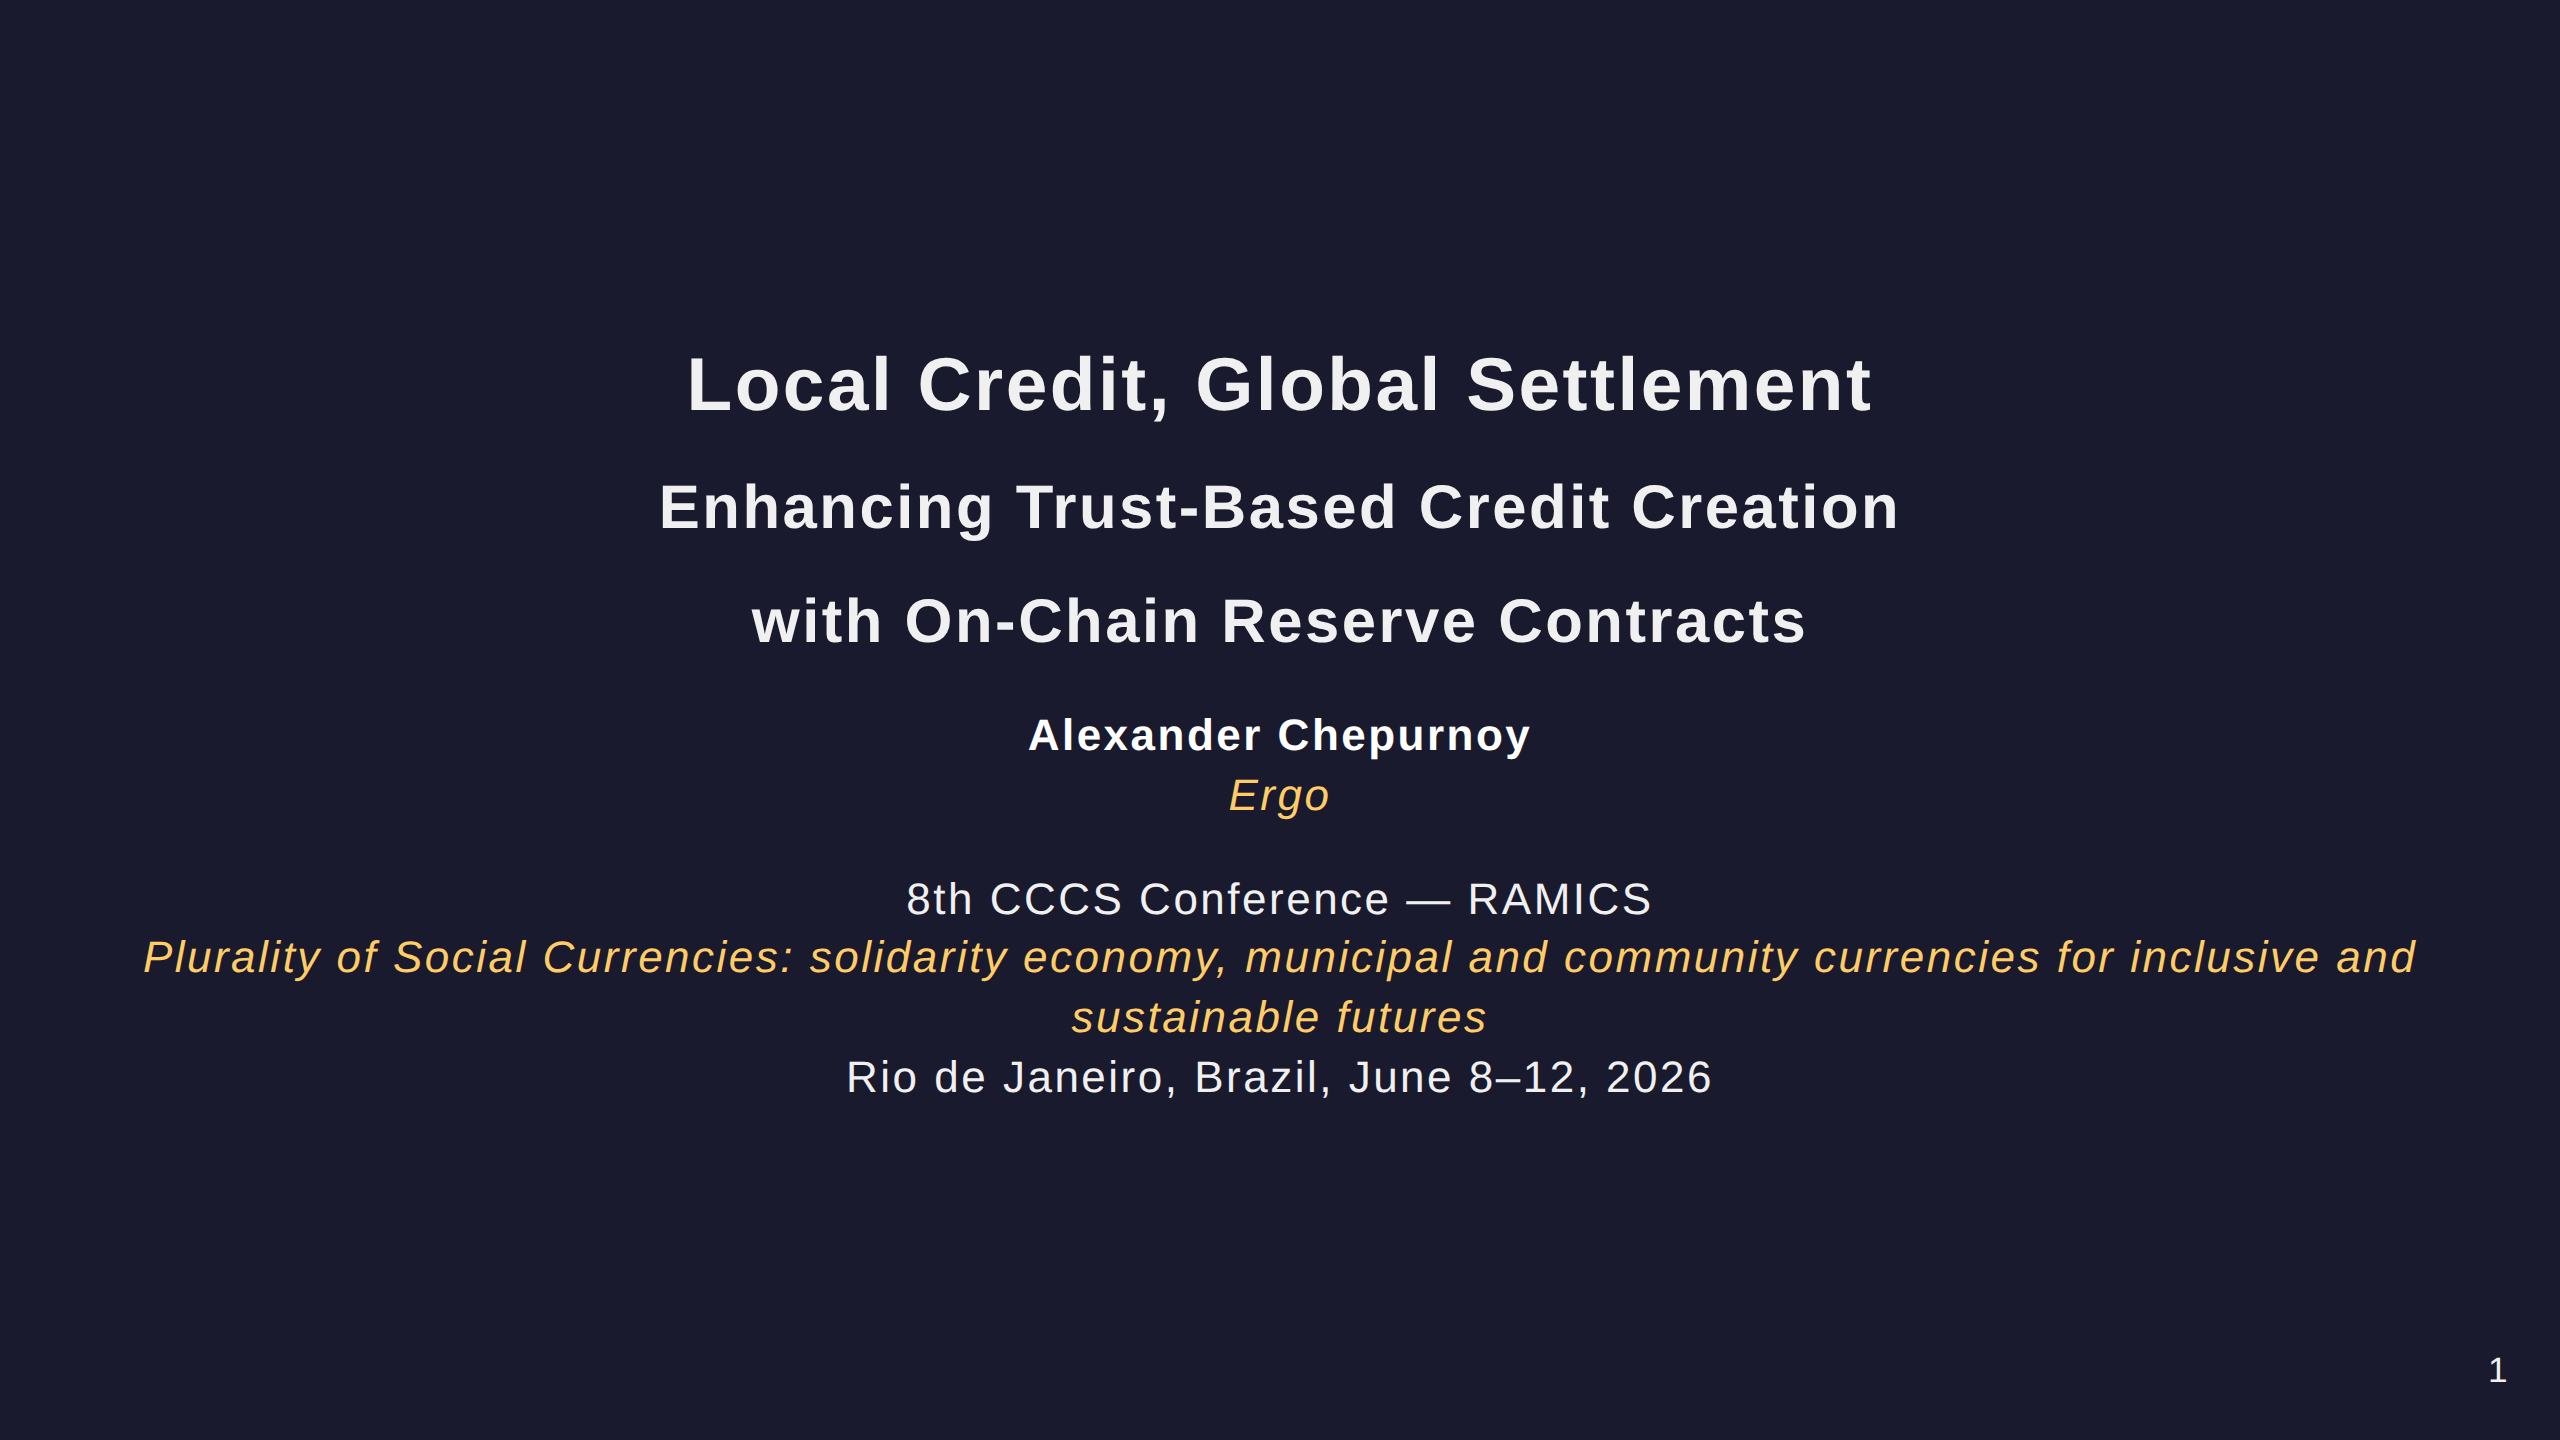 Local Credit, Global Settlement
Enhancing Trust-Based Credit Creation
with On-Chain Reserve Contracts
Alexander Chepurnoy
Ergo
8th CCCS Conference — RAMICS
Plurality of Social Currencies: solidarity economy, municipal and community currencies for inclusive and
sustainable futures
Rio de Janeiro, Brazil, June 8–12, 2026
1